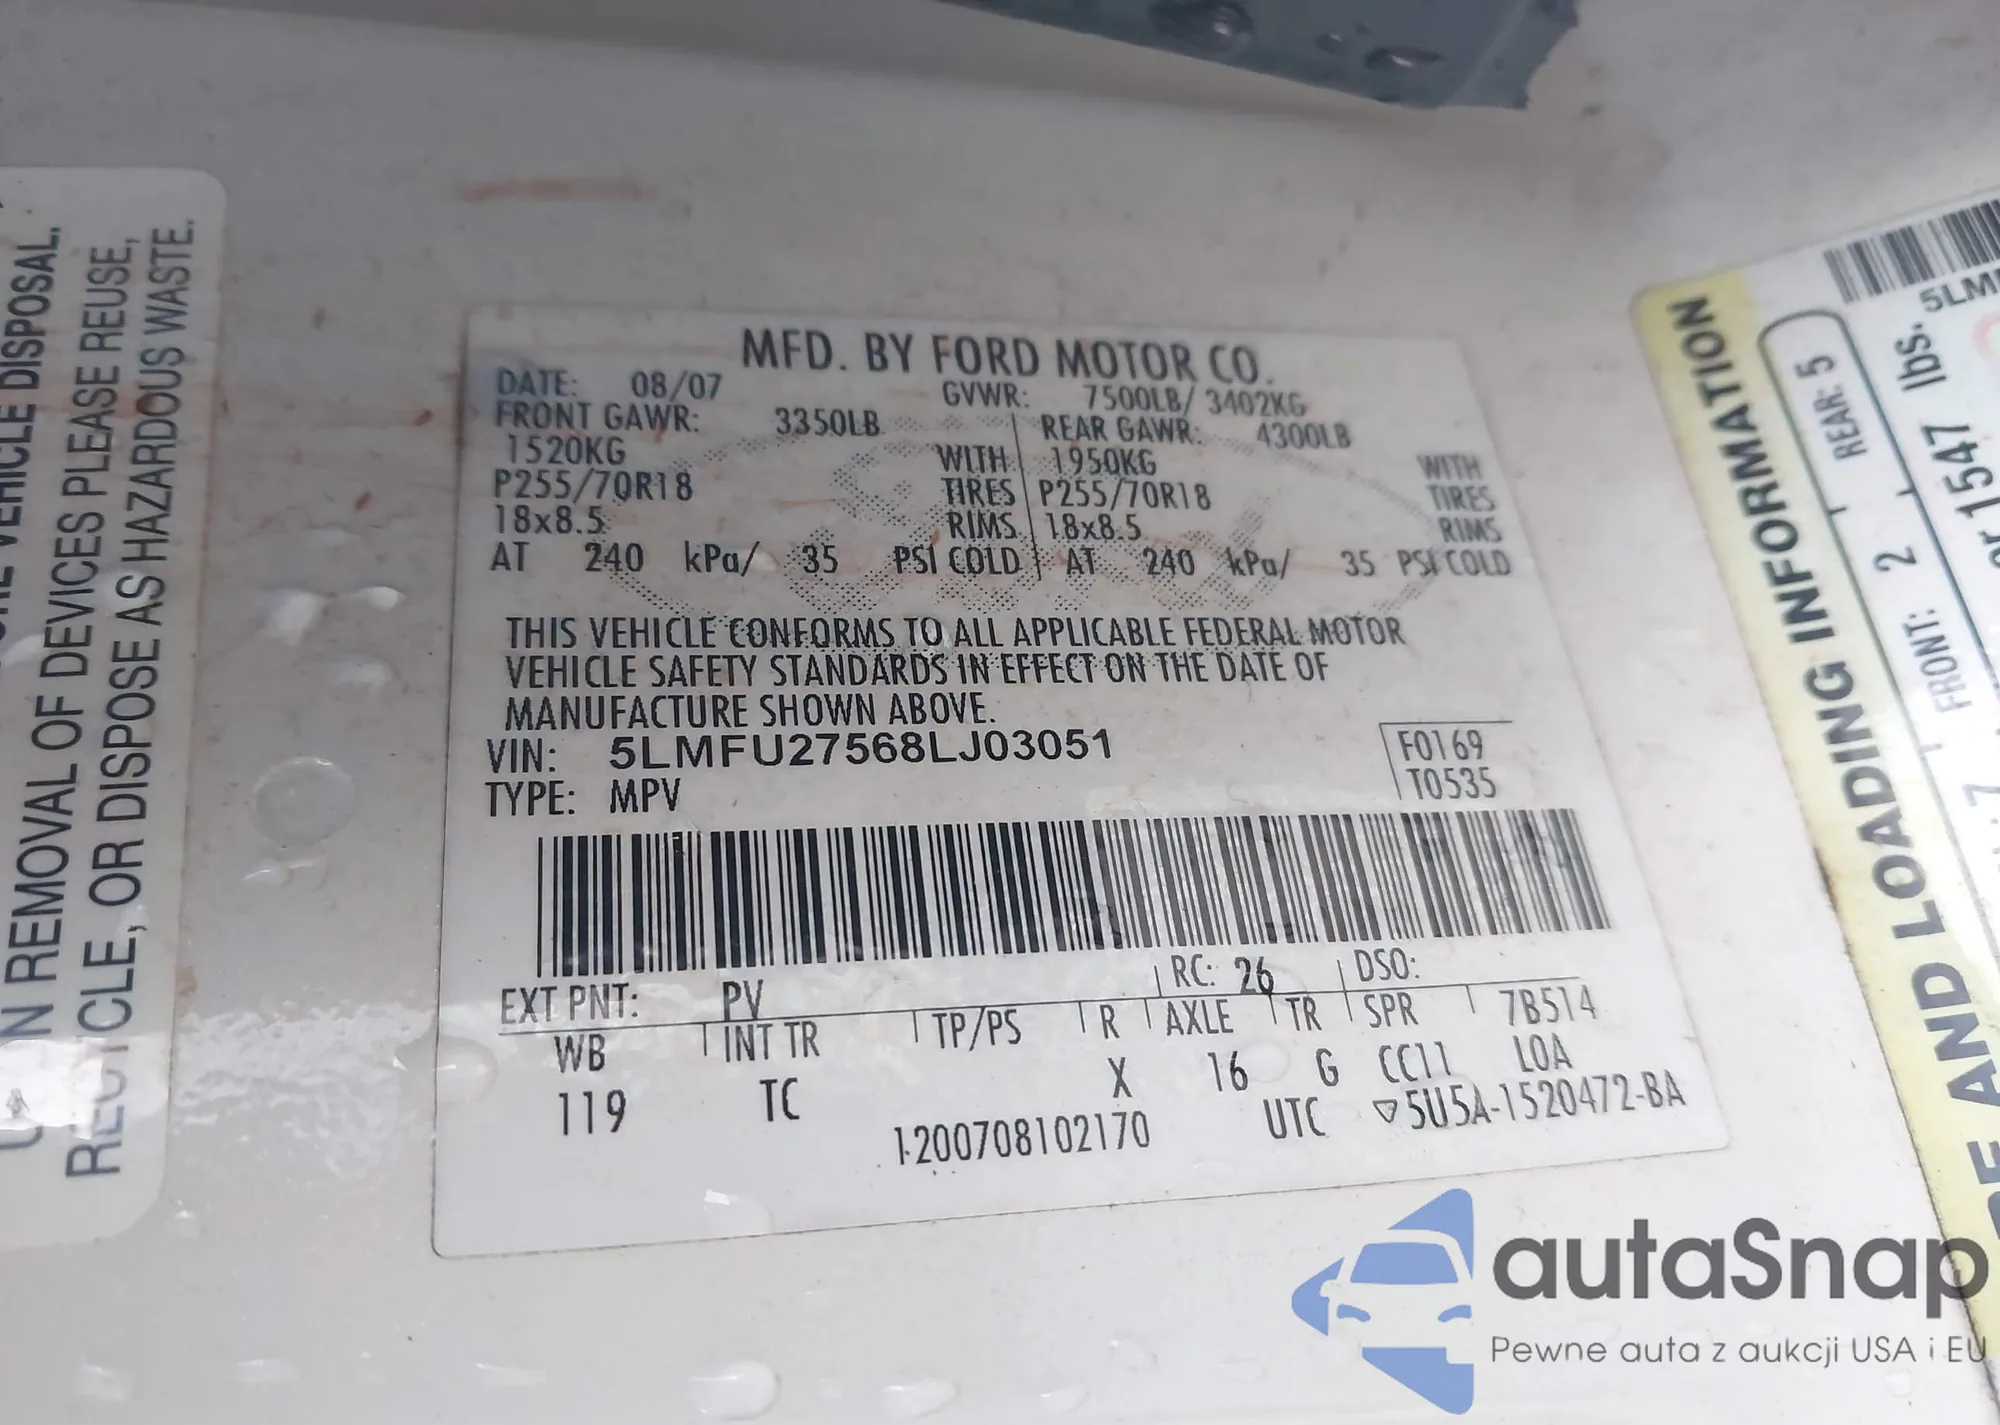 N REMOVAL OF DEVICES PLEASE REUSE,
RECYCLE, OR DISPOSE AS HAZARDOUS WASTE.
VEHICLE DISPOSAL.
MFD. BY FORD MOTOR CO.
DATE: 08/07 GVWR: 7500LB/ 3402KG
FRONT GAWR: 3350LB REAR GAWR: 4300LB
1520KG WITH 1950KG WITH
P255/70R18 TIRES P255/70R18 TIRES
18x8.5 RIMS 18x8.5 RIMS
AT 240 kPa/ 35 PSI COLD AT 240 kPa/ 35 PSI COLD
THIS VEHICLE CONFORMS TO ALL APPLICABLE FEDERAL MOTOR
VEHICLE SAFETY STANDARDS IN EFFECT ON THE DATE OF
MANUFACTURE SHOWN ABOVE.
VIN: 5LMFU27568LJ03051 F0169
TYPE: MPV T0535
EXT PNT: PV RC: 26 DSO:
WB INT TR TP/PS R AXLE TR SPR 7B514
119 TC X 16 G CC11 LOA
1200708102170 UTC ▽5U5A-1520472-BA
E AND LOADING INFORMATION
FRONT: 2 REAR: 5
or 1547 lbs.
5LM
autaSnap
Pewne auta z aukcji USA i EU